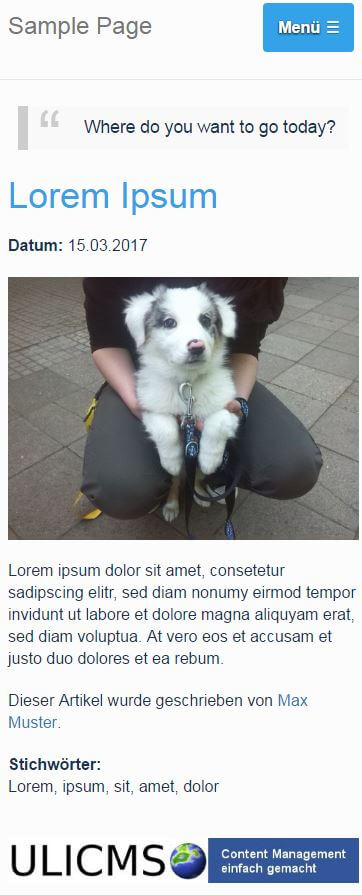 Sample Page
Menü ☰
“ Where do you want to go today?
Lorem Ipsum
Datum: 15.03.2017
Lorem ipsum dolor sit amet, consetetur
sadipscing elitr, sed diam nonumy eirmod tempor
invidunt ut labore et dolore magna aliquyam erat,
sed diam voluptua. At vero eos et accusam et
justo duo dolores et ea rebum.
Dieser Artikel wurde geschrieben von Max
Muster.
Stichwörter:
Lorem, ipsum, sit, amet, dolor
ULICMS
Content Management
einfach gemacht